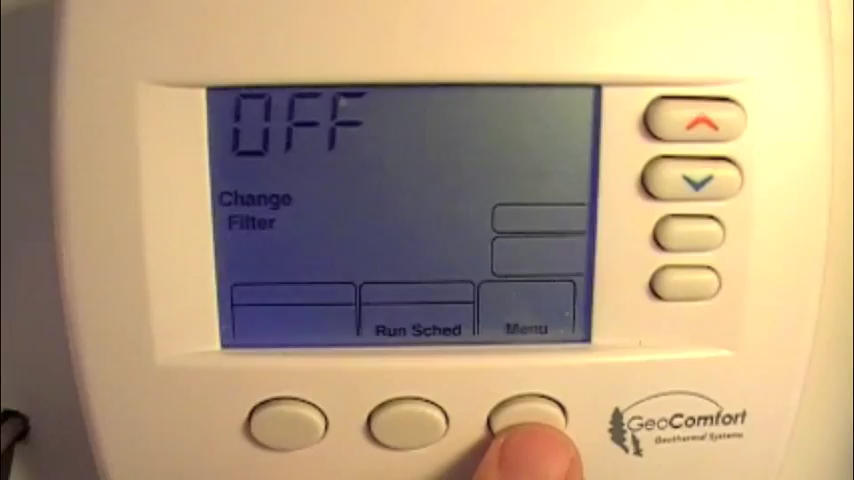 OFF
Change
Filter
Run Sched
Menu
GeoComfort
Geothermal Systems